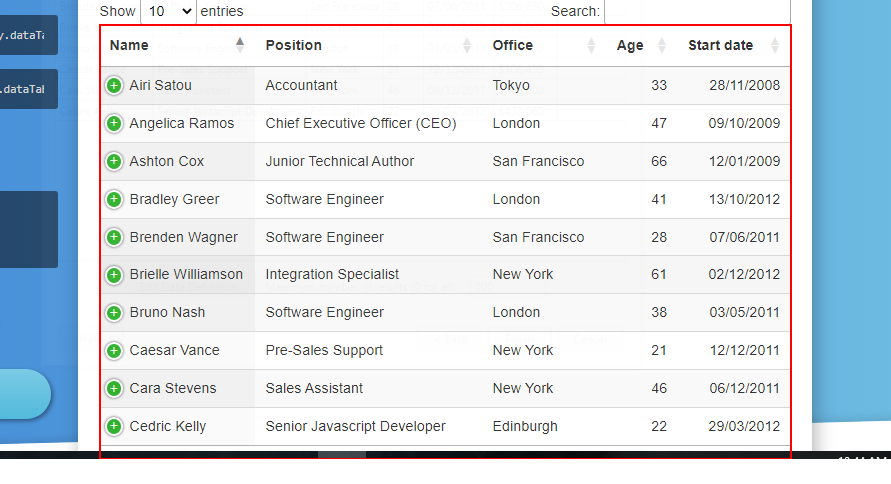 Show 10 entries Search:
y.dataTa
.dataTab
Name Position Office Age Start date
Airi Satou Accountant Tokyo 33 28/11/2008
Angelica Ramos Chief Executive Officer (CEO) London 47 09/10/2009
Ashton Cox Junior Technical Author San Francisco 66 12/01/2009
Bradley Greer Software Engineer London 41 13/10/2012
Brenden Wagner Software Engineer San Francisco 28 07/06/2011
Brielle Williamson Integration Specialist New York 61 02/12/2012
Bruno Nash Software Engineer London 38 03/05/2011
Caesar Vance Pre-Sales Support New York 21 12/12/2011
Cara Stevens Sales Assistant New York 46 06/12/2011
Cedric Kelly Senior Javascript Developer Edinburgh 22 29/03/2012